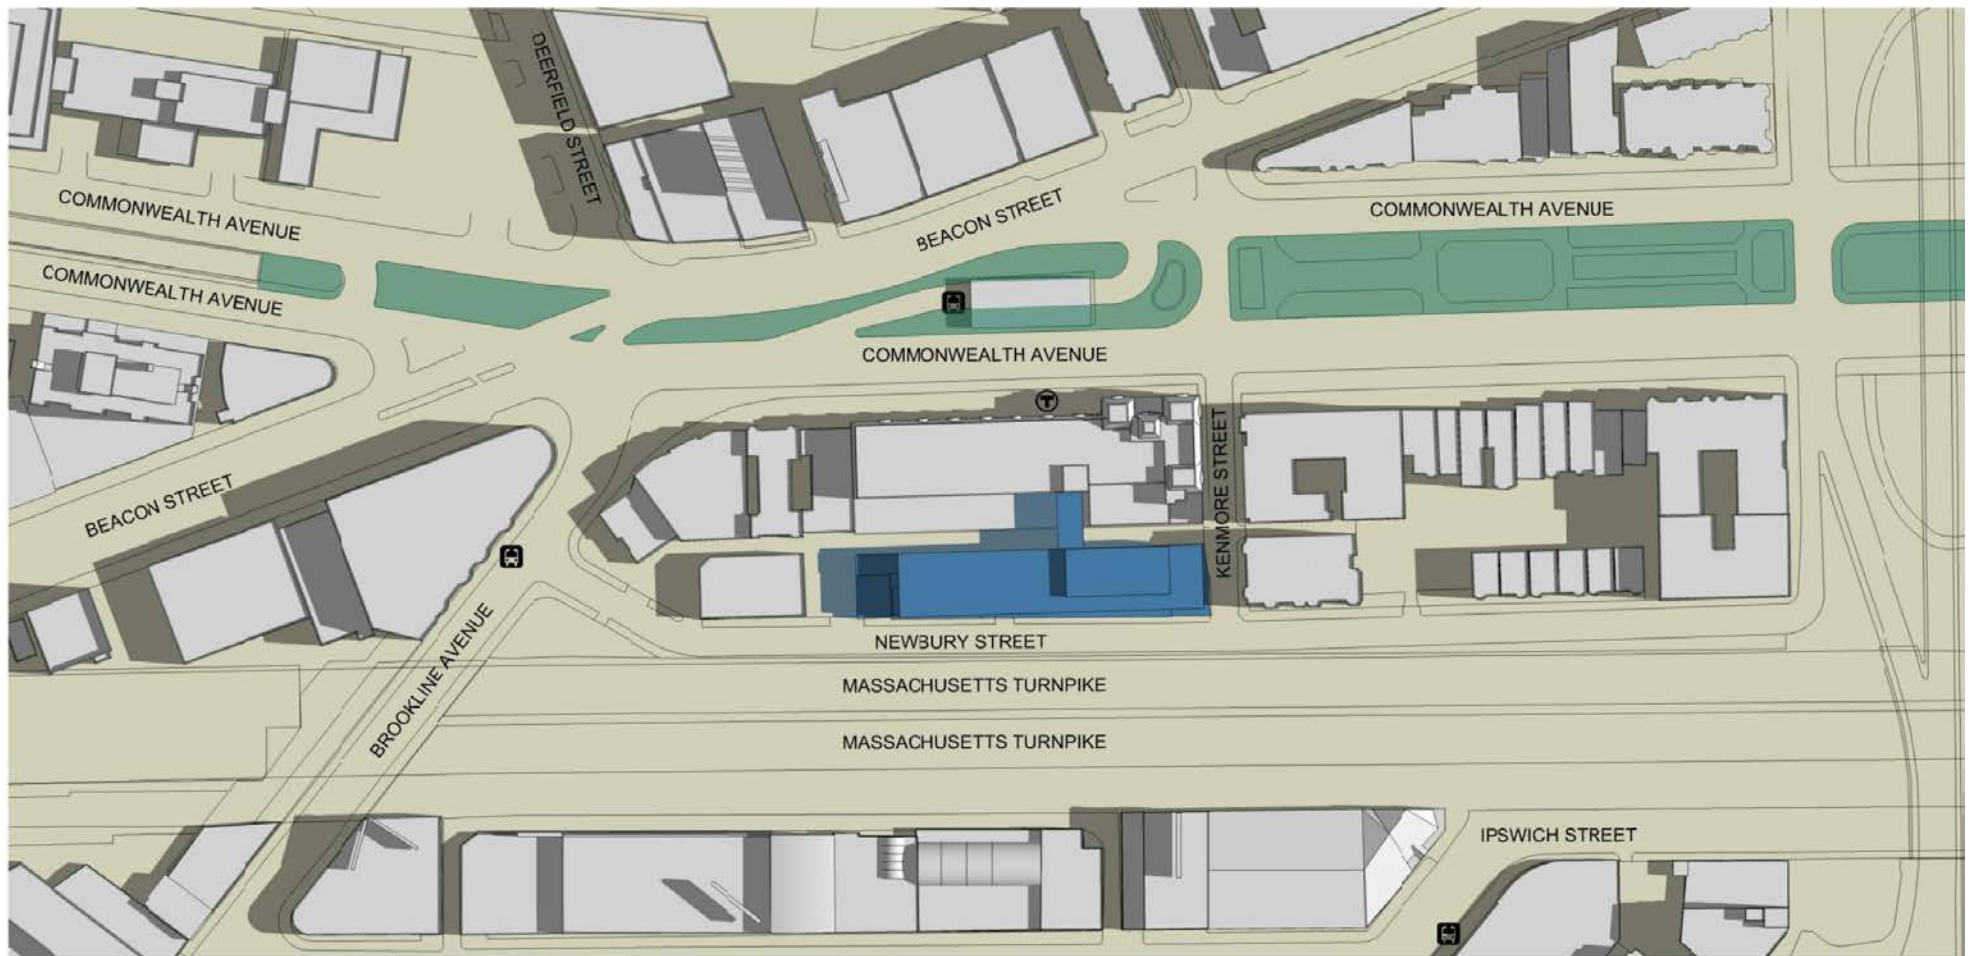 DEERFIELD STREET
COMMONWEALTH AVENUE
COMMONWEALTH AVENUE
BEACON STREET
COMMONWEALTH AVENUE
COMMONWEALTH AVENUE
T
KENMORE STREET
BEACON STREET
NEWBURY STREET
BROOKLINE AVENUE
MASSACHUSETTS TURNPIKE
MASSACHUSETTS TURNPIKE
IPSWICH STREET